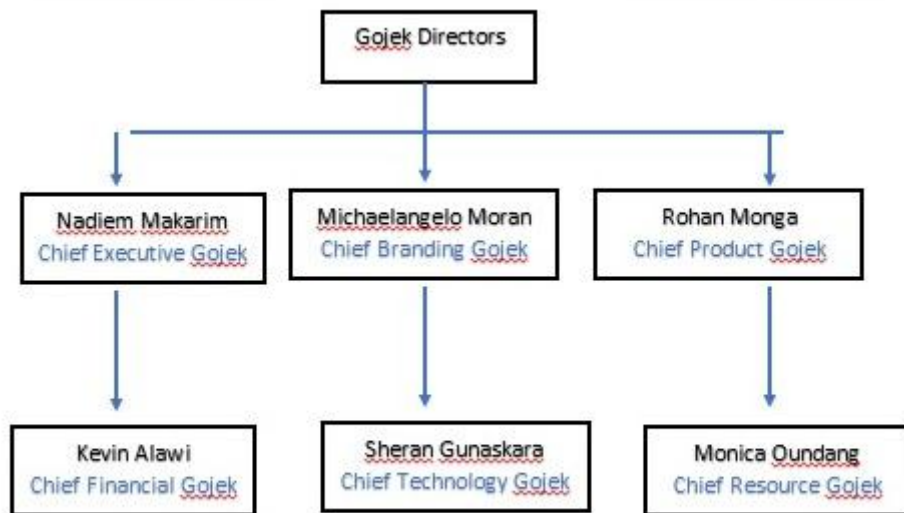 Gojek Directors
Nadiem Makarim
Chief Executive Gojek
Michaelangelo Moran
Chief Branding Gojek
Rohan Monga
Chief Product Gojek
Kevin Alawi
Chief Financial Gojek
Sheran Gunaskara
Chief Technology Gojek
Monica Oundang
Chief Resource Gojek